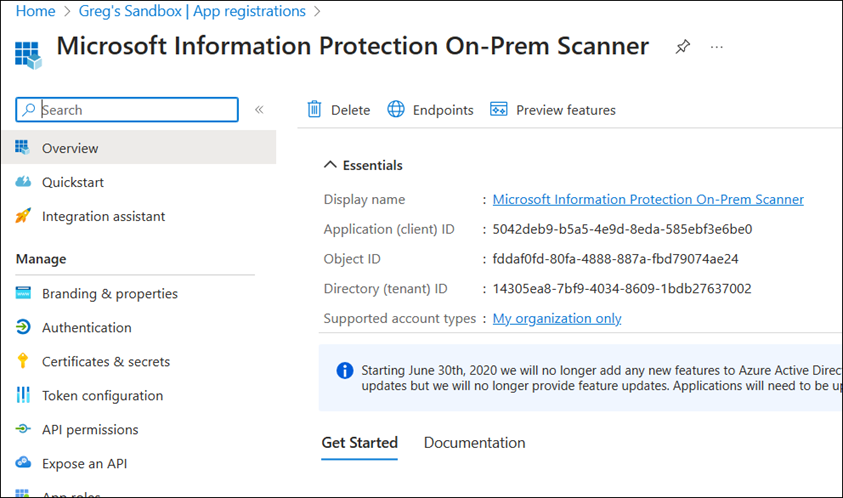 Home > Greg's Sandbox | App registrations >
Microsoft Information Protection On-Prem Scanner
Search
«
Overview
Quickstart
Integration assistant
Manage
Branding & properties
Authentication
Certificates & secrets
Token configuration
API permissions
Expose an API
App roles
Delete
Endpoints
Preview features
Essentials
Display name : Microsoft Information Protection On-Prem Scanner
Application (client) ID : 5042deb9-b5a5-4e9d-8eda-585ebf3e6be0
Object ID : fddaf0fd-80fa-4888-887a-fbd79074ae24
Directory (tenant) ID : 14305ea8-7bf9-4034-8609-1bdb27637002
Supported account types : My organization only
Starting June 30th, 2020 we will no longer add any new features to Azure Active Direc
updates but we will no longer provide feature updates. Applications will need to be up
Get Started
Documentation